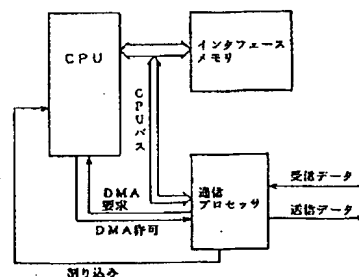 CPU
インタフェース
メモリ
CPUバス
DMA
要求
DMA許可
通信
プロセッサ
受信データ
送信データ
割り込み